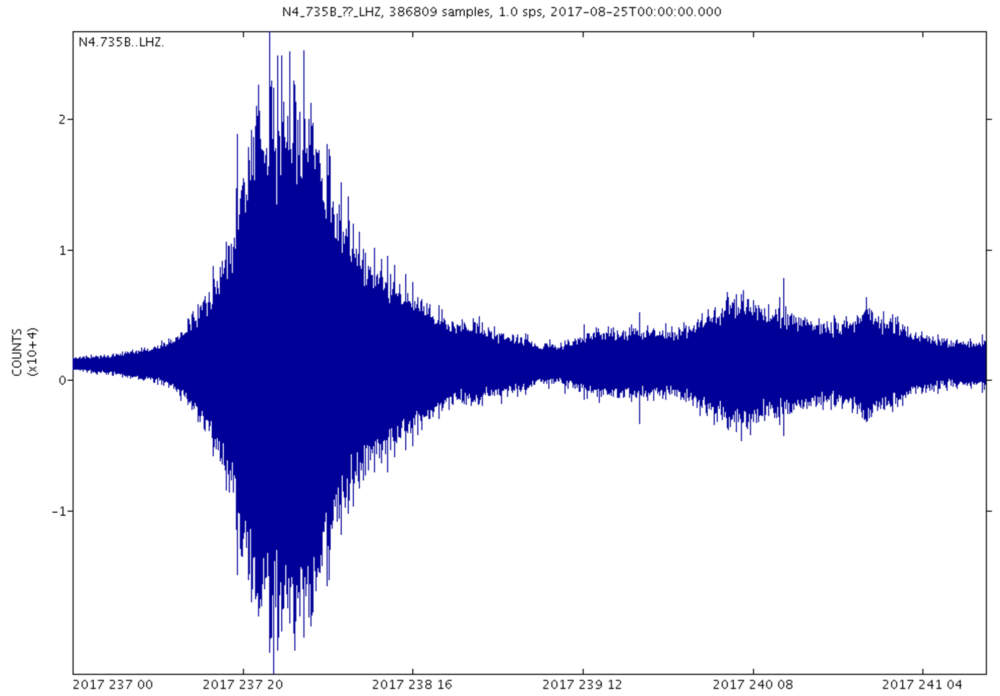 N4_735B_??_LHZ, 386809 samples, 1.0 sps, 2017-08-25T00:00:00.000
N4.735B..LHZ.
2
1
0
-1
COUNTS
(x10+4)
2017 237 00
2017 237 20
2017 238 16
2017 239 12
2017 240 08
2017 241 04